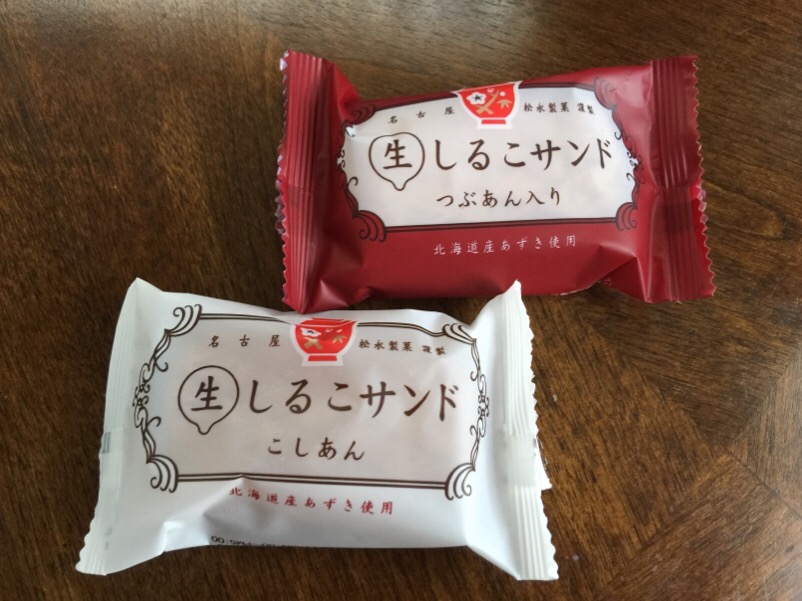 名古屋 松永製菓 謹製
生 しるこサンド
つぶあん入り
北海道産あずき使用
名古屋 松永製菓 謹製
生 しるこサンド
こしあん
北海道産あずき使用